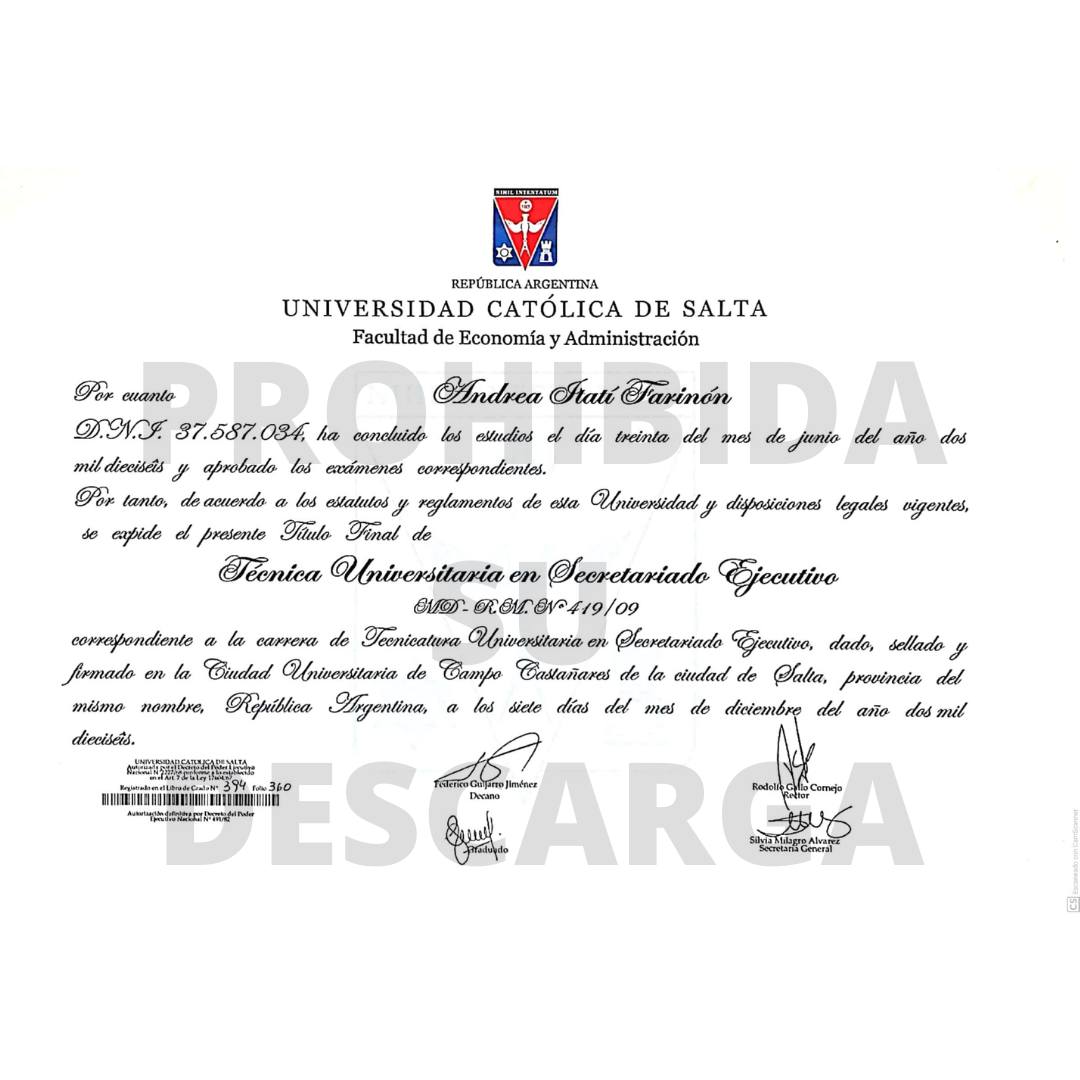 NIHIL INTENTATUM
REPÚBLICA ARGENTINA
UNIVERSIDAD CATÓLICA DE SALTA
Facultad de Economía y Administración
PROHIBIDA
Por cuanto Andrea Itatí Farinón
D.N.I. 37.587.034, ha concluido los estudios el día treinta del mes de junio del año dos
mil dieciséis y aprobado los exámenes correspondientes.
Por tanto, de acuerdo a los estatutos y reglamentos de esta Universidad y disposiciones legales vigentes,
se expide el presente Título Final de
Técnica Universitaria en Secretariado Ejecutivo
SU
MD - R.M. Nº 419/09
correspondiente a la carrera de Tecnicatura Universitaria en Secretariado Ejecutivo, dado, sellado y
firmado en la Ciudad Universitaria de Campo Castañares de la ciudad de Salta, provincia del
mismo nombre, República Argentina, a los siete días del mes de diciembre del año dos mil
dieciséis.
DESCARGA
UNIVERSIDAD CATOLICA DE SALTA
Autorizada por el Decreto del Poder Ejecutivo
Nacional N° 2227/68 conforme a lo establecido
en el Art. 7 de la Ley 17604/67
Registrado en el Libro de Grado Nº 394 Folio 360
Autorización definitiva por Decreto del Poder
Ejecutivo Nacional Nº 491/82
Federico Guijarro Jiménez
Decano
Graduado
Rodolfo Gallo Cornejo
Rector
Silvia Milagro Alvarez
Secretaria General
CS Escaneado con CamScanner